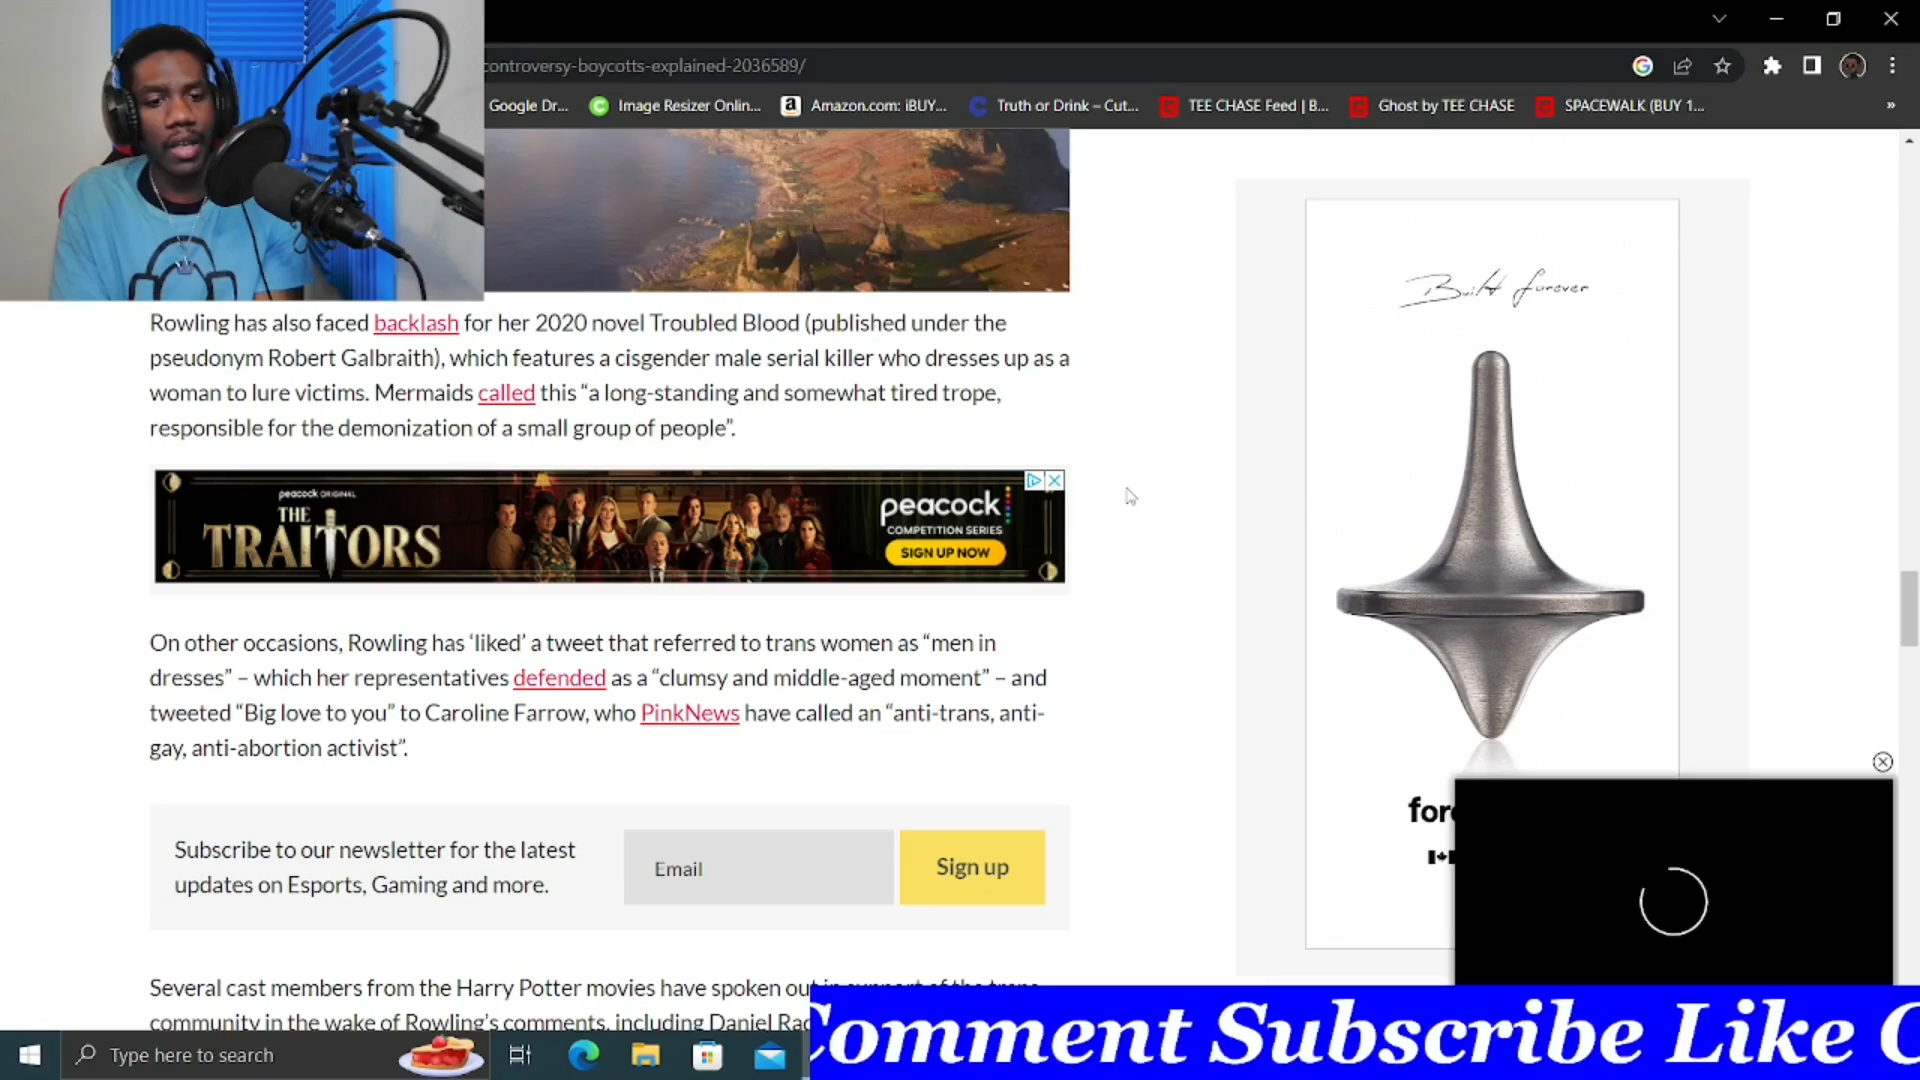 controversy-boycotts-explained-2036589/
Google Dr...
Image Resizer Onlin...
Amazon.com: iBUY...
Truth or Drink – Cut...
TEE CHASE Feed | B...
Ghost by TEE CHASE
SPACEWALK (BUY 1...
»
Rowling has also faced backlash for her 2020 novel Troubled Blood (published under the
pseudonym Robert Galbraith), which features a cisgender male serial killer who dresses up as a
woman to lure victims. Mermaids called this “a long-standing and somewhat tired trope,
responsible for the demonization of a small group of people”.
peacock ORIGINAL
THE
TRAITORS
peacock
COMPETITION SERIES
SIGN UP NOW
On other occasions, Rowling has ‘liked’ a tweet that referred to trans women as “men in
dresses” – which her representatives defended as a “clumsy and middle-aged moment” – and
tweeted “Big love to you” to Caroline Farrow, who PinkNews have called an “anti-trans, anti-
gay, anti-abortion activist”.
Subscribe to our newsletter for the latest
updates on Esports, Gaming and more.
Email
Sign up
Several cast members from the Harry Potter movies have spoken out in support of the trans
community in the wake of Rowling's comments, including Daniel Rad
Built forever
fore
Type here to search
Comment Subscribe Like C